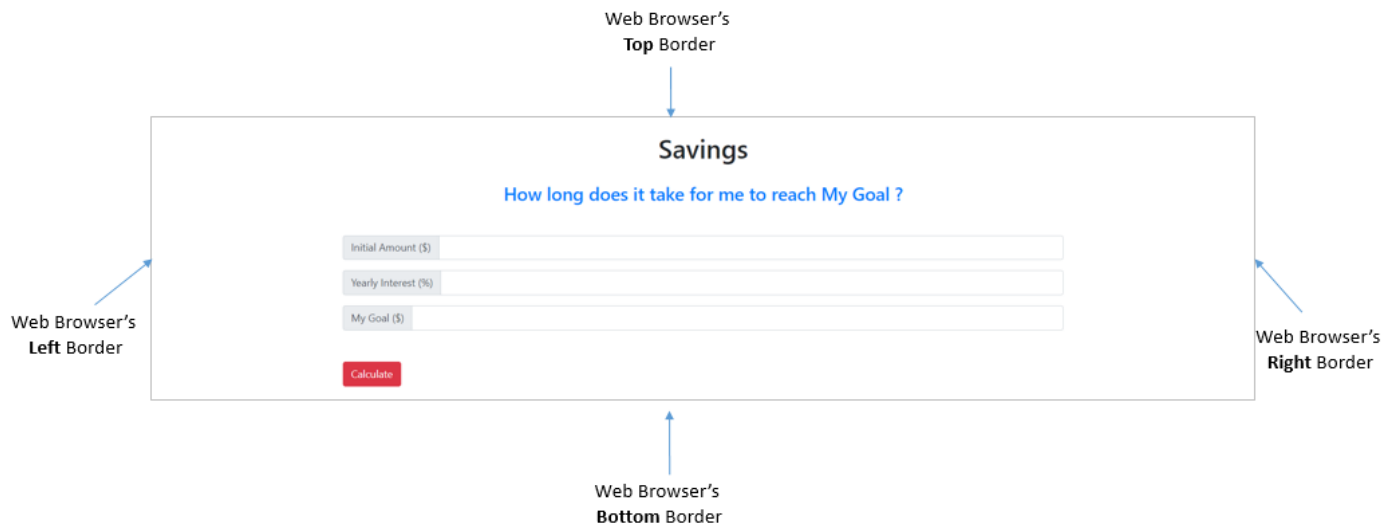 Web Browser's
Top Border
Savings
How long does it take for me to reach My Goal ?
Initial Amount ($)
Yearly Interest (%)
My Goal ($)
Calculate
Web Browser's
Left Border
Web Browser's
Right Border
Web Browser's
Bottom Border